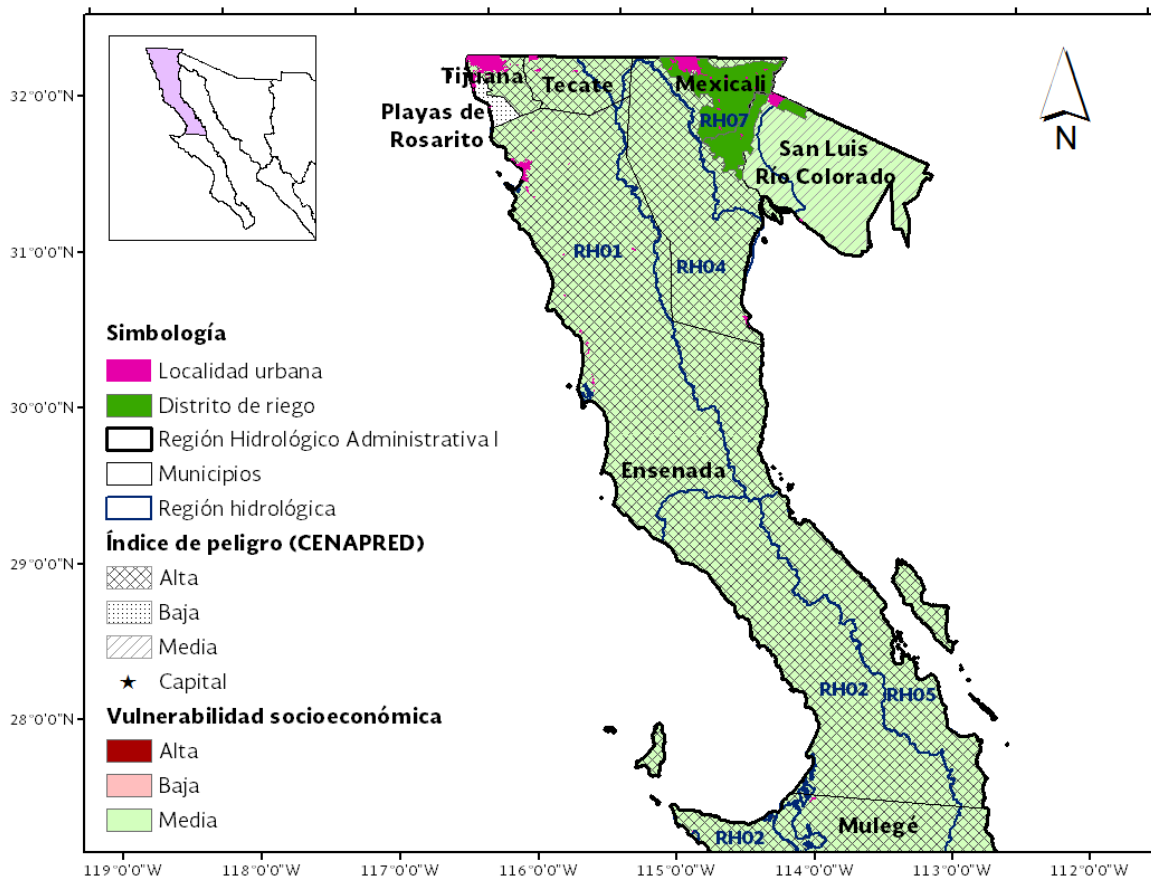 Tijuana
Tecate
Mexicali
Playas de
Rosarito
RH07
San Luis
Río Colorado
N
RH01
RH04
Ensenada
RH02
RH05
RH02
Mulegé
32°0'0"N
31°0'0"N
30°0'0"N
29°0'0"N
28°0'0"N
Simbología
Localidad urbana
Distrito de riego
Región Hidrológico Administrativa I
Municipios
Región hidrológica
Índice de peligro (CENAPRED)
Alta
Baja
Media
Capital
Vulnerabilidad socioeconómica
Alta
Baja
Media
119°0'0"W
118°0'0"W
117°0'0"W
116°0'0"W
115°0'0"W
114°0'0"W
113°0'0"W
112°0'0"W